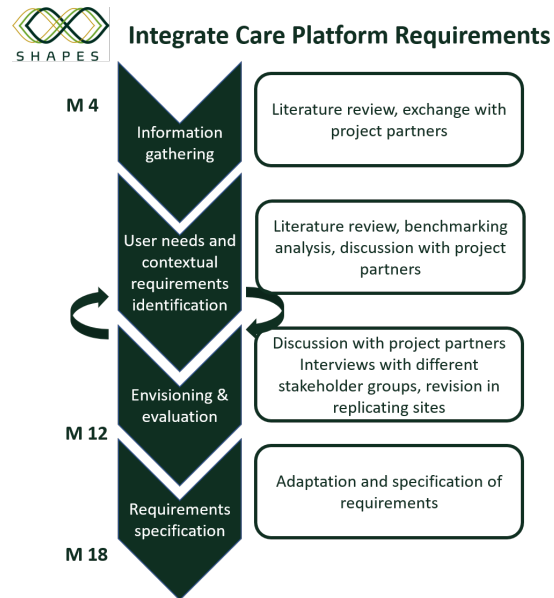 SHAPES
Integrate Care Platform Requirements
M 4
Information
gathering
Literature review, exchange with
project partners
User needs and
contextual
requirements
identification
Literature review, benchmarking
analysis, discussion with project
partners
Envisioning &
evaluation
Discussion with project partners
Interviews with different
stakeholder groups, revision in
replicating sites
M 12
Requirements
specification
Adaptation and specification of
requirements
M 18